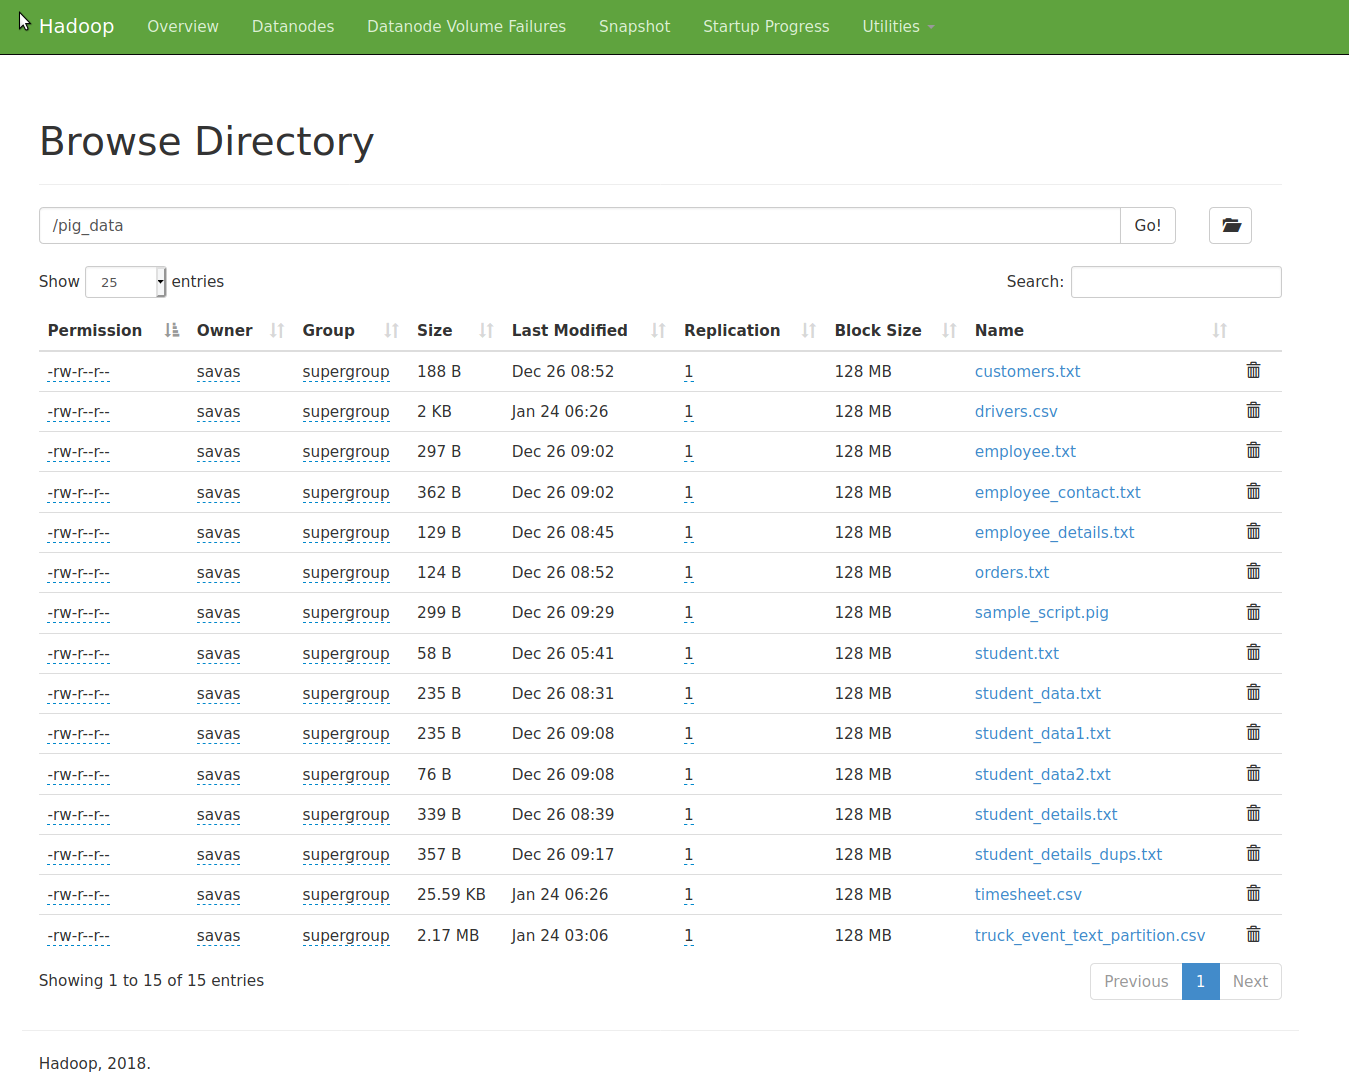 Hadoop Overview Datanodes Datanode Volume Failures Snapshot Startup Progress Utilities
Browse Directory
/pig_data Go!
Show 25 entries Search:
Permission Owner Group Size Last Modified Replication Block Size Name
-rw-r--r-- savas supergroup 188 B Dec 26 08:52 1 128 MB customers.txt
-rw-r--r-- savas supergroup 2 KB Jan 24 06:26 1 128 MB drivers.csv
-rw-r--r-- savas supergroup 297 B Dec 26 09:02 1 128 MB employee.txt
-rw-r--r-- savas supergroup 362 B Dec 26 09:02 1 128 MB employee_contact.txt
-rw-r--r-- savas supergroup 129 B Dec 26 08:45 1 128 MB employee_details.txt
-rw-r--r-- savas supergroup 124 B Dec 26 08:52 1 128 MB orders.txt
-rw-r--r-- savas supergroup 299 B Dec 26 09:29 1 128 MB sample_script.pig
-rw-r--r-- savas supergroup 58 B Dec 26 05:41 1 128 MB student.txt
-rw-r--r-- savas supergroup 235 B Dec 26 08:31 1 128 MB student_data.txt
-rw-r--r-- savas supergroup 235 B Dec 26 09:08 1 128 MB student_data1.txt
-rw-r--r-- savas supergroup 76 B Dec 26 09:08 1 128 MB student_data2.txt
-rw-r--r-- savas supergroup 339 B Dec 26 08:39 1 128 MB student_details.txt
-rw-r--r-- savas supergroup 357 B Dec 26 09:17 1 128 MB student_details_dups.txt
-rw-r--r-- savas supergroup 25.59 KB Jan 24 06:26 1 128 MB timesheet.csv
-rw-r--r-- savas supergroup 2.17 MB Jan 24 03:06 1 128 MB truck_event_text_partition.csv
Showing 1 to 15 of 15 entries Previous 1 Next
Hadoop, 2018.